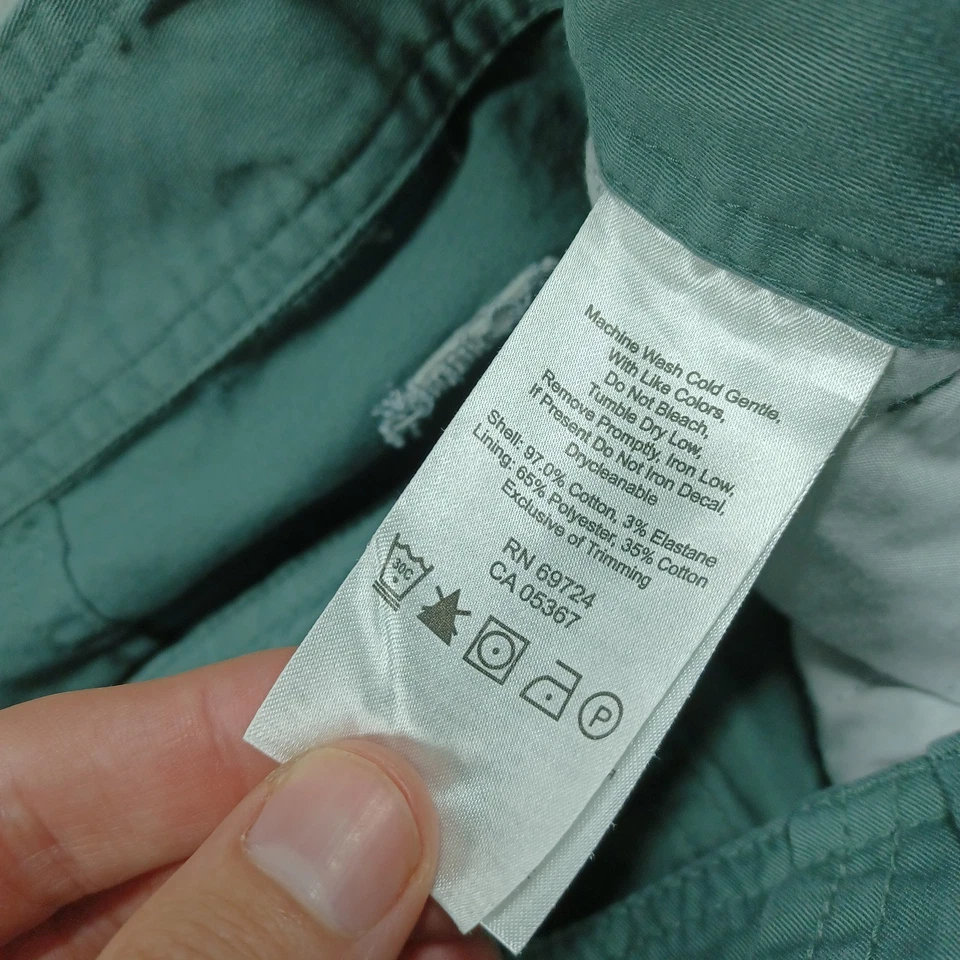 Machine Wash Cold Gentle,
With Like Colors,
Do Not Bleach,
Tumble Dry Low,
Remove Promptly, Iron Low,
If Present Do Not Iron Decal,
Drycleanable
Shell: 97.0% Cotton, 3% Elastane
Lining: 65% Polyester, 35% Cotton
Exclusive of Trimming
RN 69724
CA 05367
30C
P